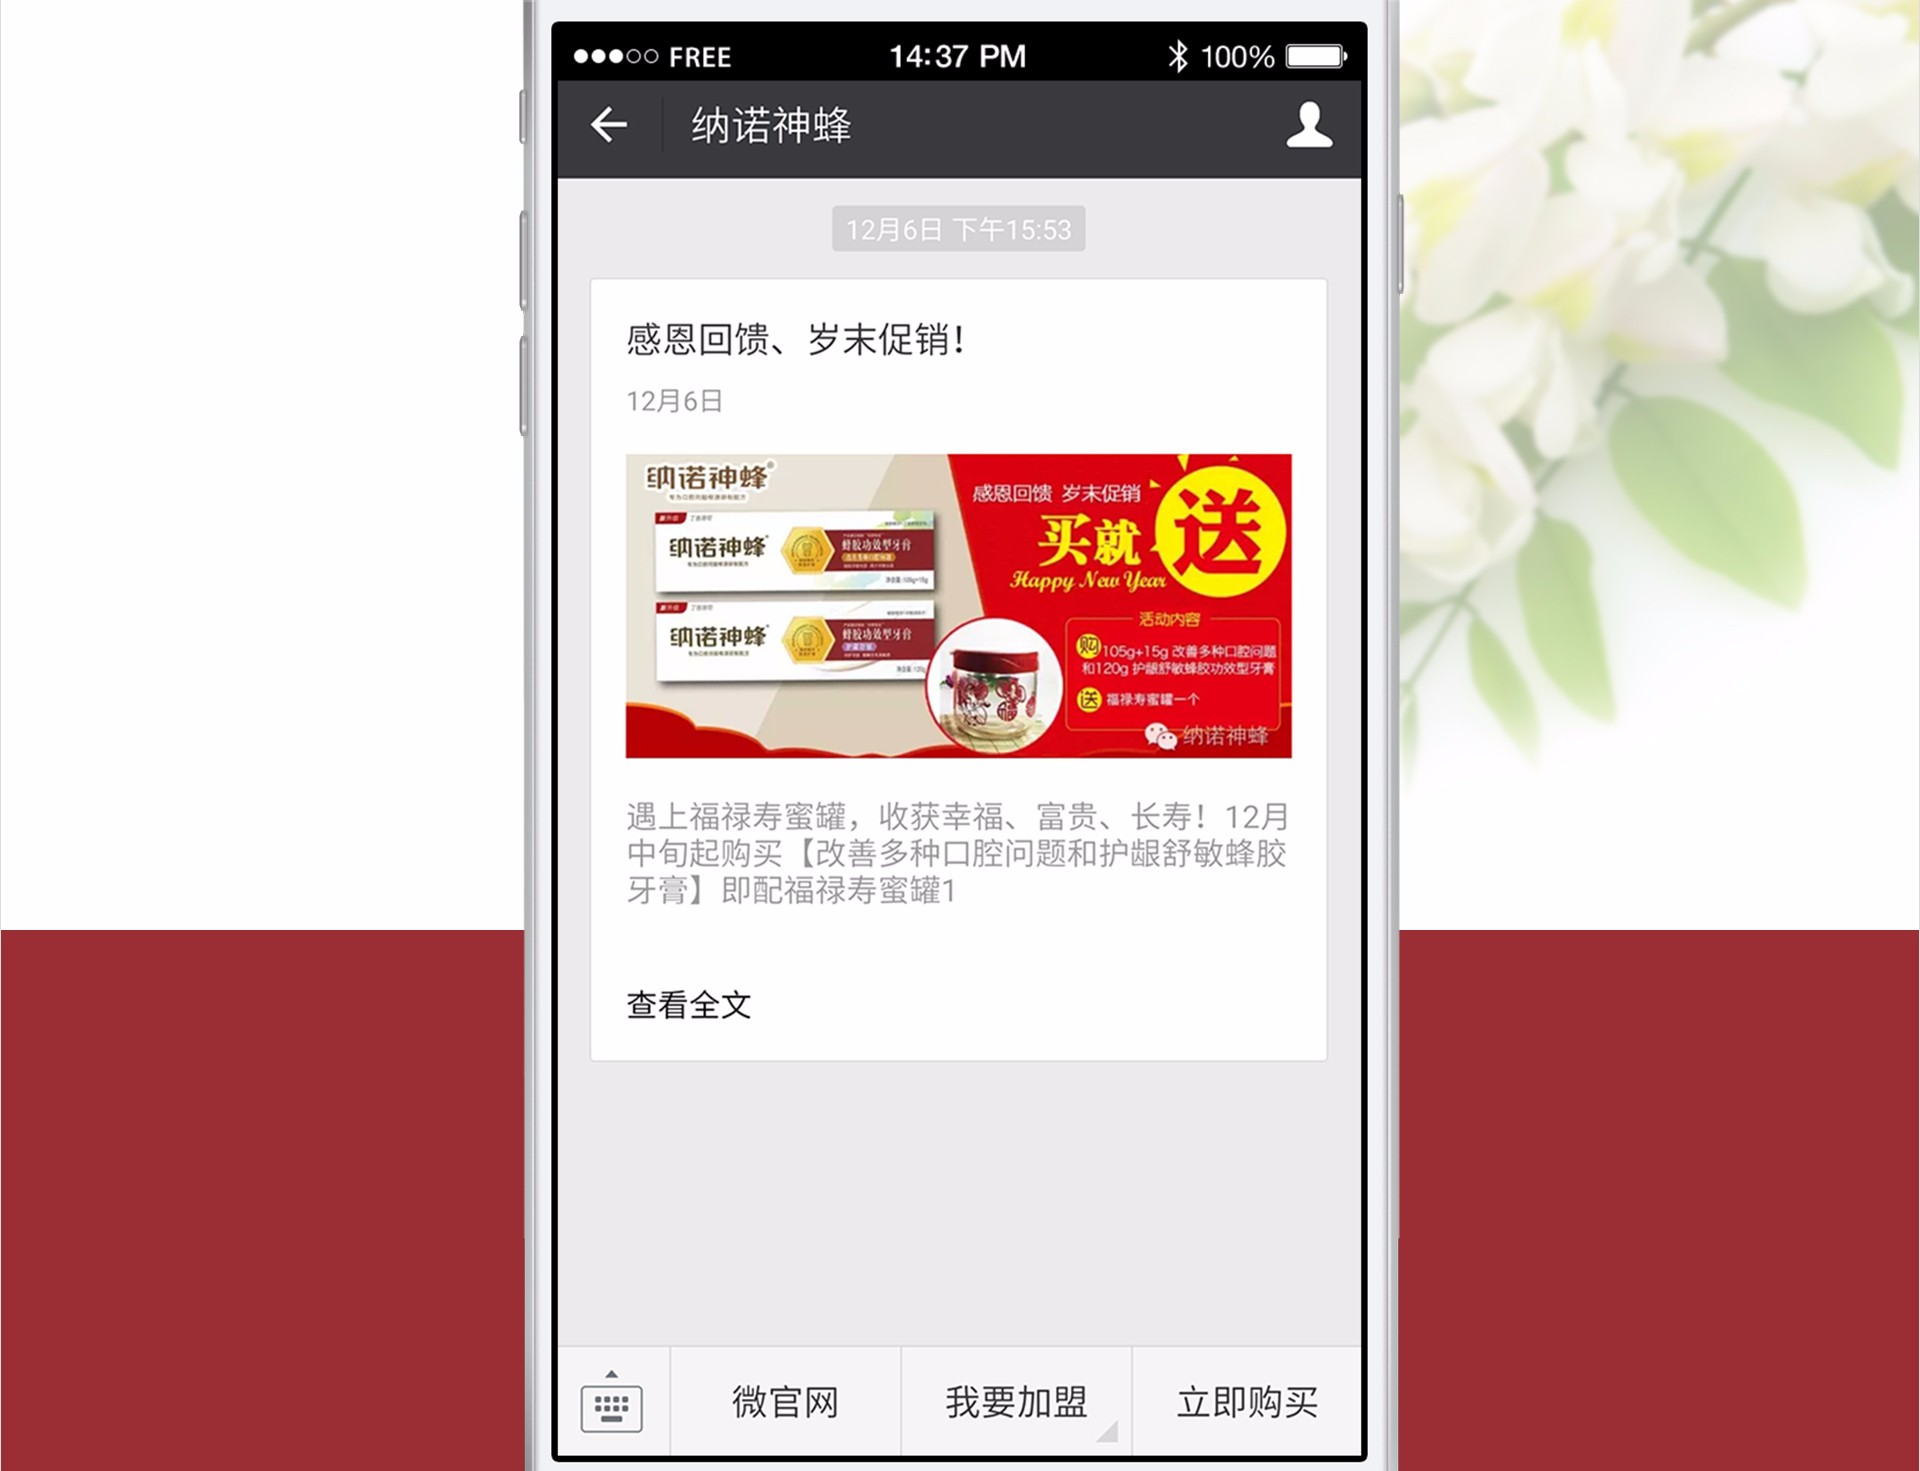 FREE 14:37 PM 100%
纳诺神蜂
12月6日 下午15:53
感恩回馈、岁末促销！
12月6日
纳诺神蜂
感恩回馈 岁末促销
买就送
Happy New Year
新升级
纳诺神蜂
蜂胶功效型牙膏
新升级
纳诺神蜂
蜂胶功效型牙膏
活动内容
购 105g+15g 改善多种口腔问题
和120g 护龈舒敏蜂胶功效型牙膏
送 福禄寿蜜罐一个
纳诺神蜂
遇上福禄寿蜜罐，收获幸福、富贵、长寿！12月
中旬起购买【改善多种口腔问题和护龈舒敏蜂胶
牙膏】即配福禄寿蜜罐1
查看全文
微官网
我要加盟
立即购买